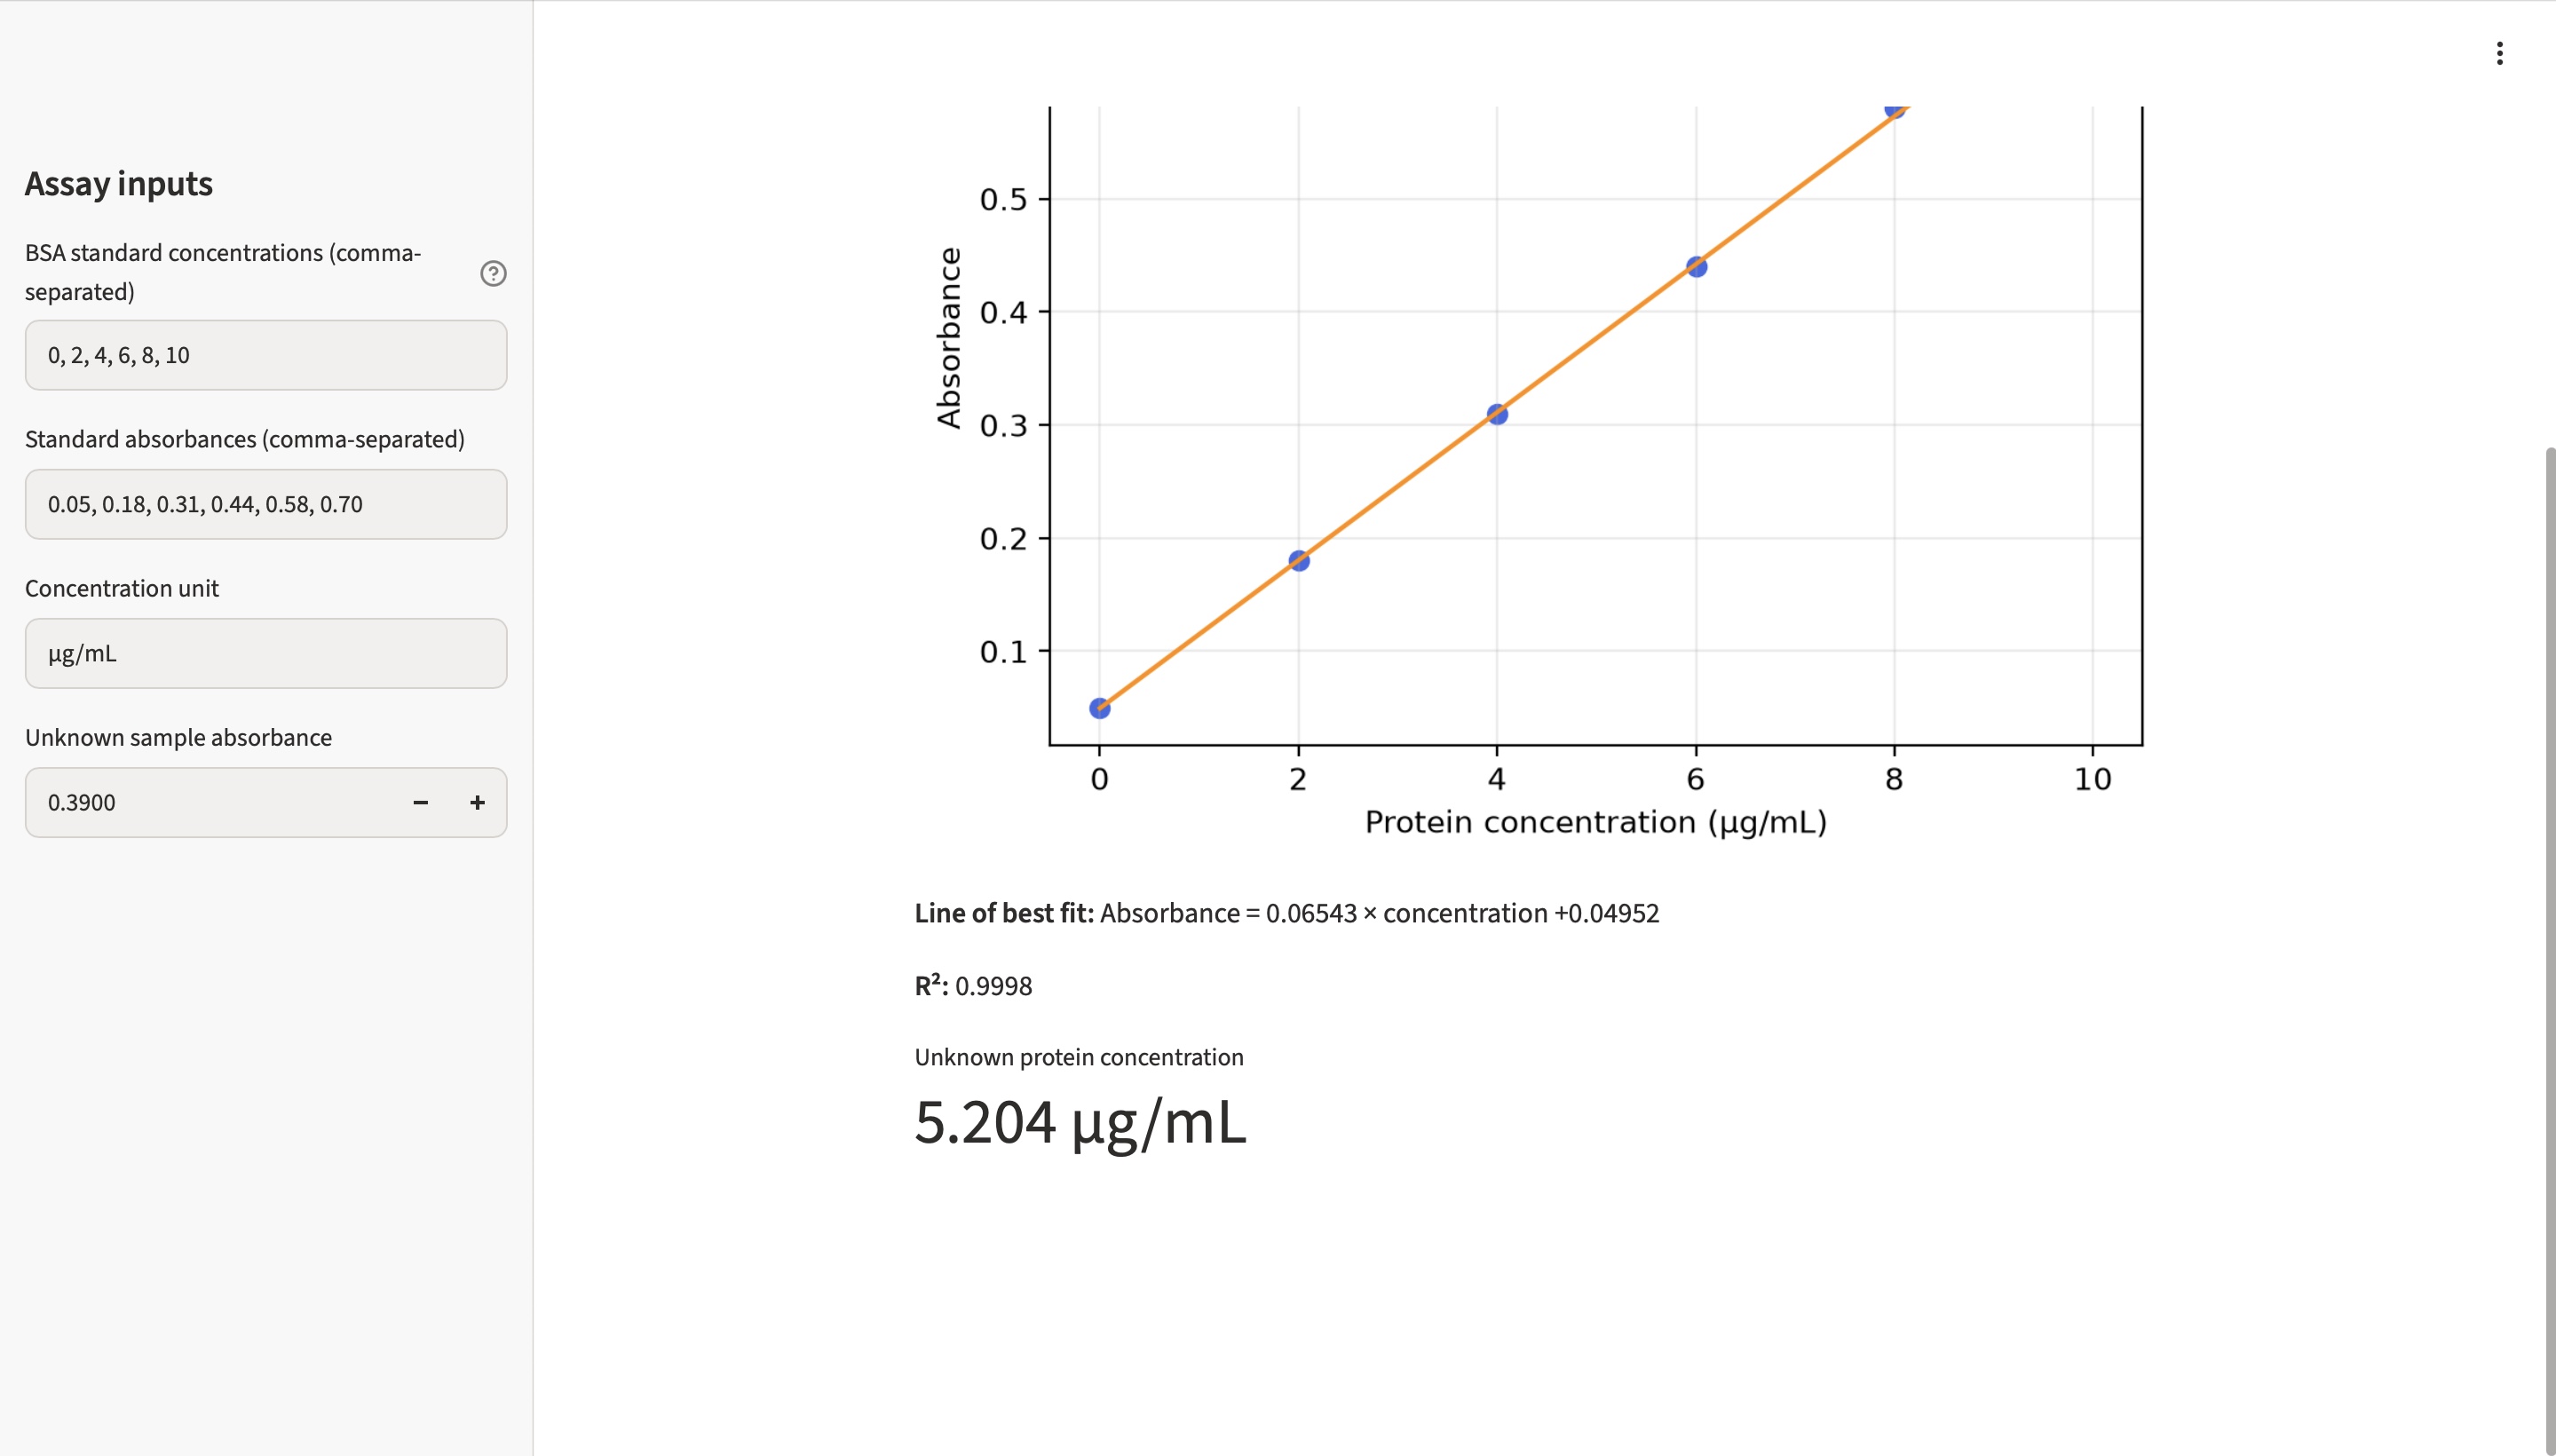 Assay inputs
BSA standard concentrations (comma-
separated)
0, 2, 4, 6, 8, 10
Standard absorbances (comma-separated)
0.05, 0.18, 0.31, 0.44, 0.58, 0.70
Concentration unit
µg/mL
Unknown sample absorbance
0.3900
Absorbance
0.5
0.4
0.3
0.2
0.1
0 2 4 6 8 10
Protein concentration (µg/mL)
Line of best fit: Absorbance = 0.06543 × concentration +0.04952
R²: 0.9998
Unknown protein concentration
5.204 µg/mL